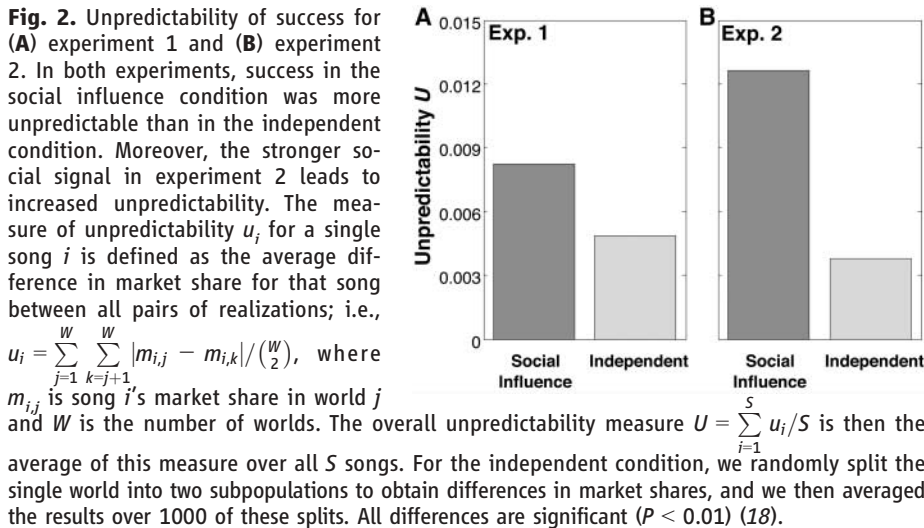 Fig. 2. Unpredictability of success for
(A) experiment 1 and (B) experiment
2. In both experiments, success in the
social influence condition was more
unpredictable than in the independent
condition. Moreover, the stronger so-
cial signal in experiment 2 leads to
increased unpredictability. The mea-
sure of unpredictability u_i for a single
song i is defined as the average dif-
ference in market share for that song
between all pairs of realizations; i.e.,
u_i = ∑_{j=1}^{W} ∑_{k=j+1}^{W} |m_{i,j} − m_{i,k}|/(W 2), where
m_{i,j} is song i's market share in world j
and W is the number of worlds. The overall unpredictability measure U = ∑_{i=1}^{S} u_i/S is then the
average of this measure over all S songs. For the independent condition, we randomly split the
single world into two subpopulations to obtain differences in market shares, and we then averaged
the results over 1000 of these splits. All differences are significant (P < 0.01) (18).
A
Exp. 1
Unpredictability U
0.015
0.012
0.009
0.006
0.003
0
Social
Influence
Independent
B
Exp. 2
Social
Influence
Independent